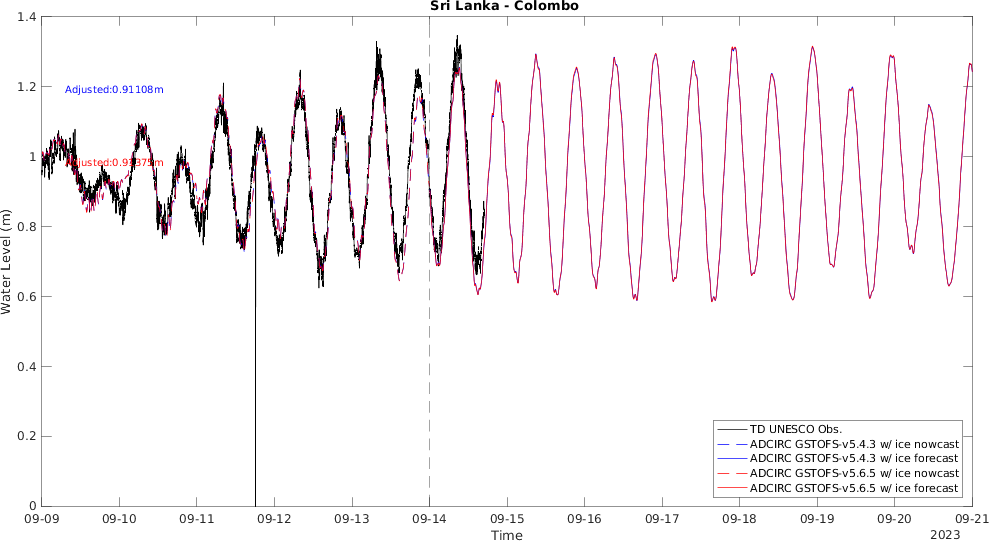 Sri Lanka - Colombo
1.4
1.2
1
0.8
0.6
0.4
0.2
0
Water Level (m)
Adjusted:0.91108m
TD UNESCO Obs.
ADCIRC GSTOFS-v5.4.3 w/ ice nowcast
ADCIRC GSTOFS-v5.4.3 w/ ice forecast
ADCIRC GSTOFS-v5.6.5 w/ ice nowcast
ADCIRC GSTOFS-v5.6.5 w/ ice forecast
09-09 09-10 09-11 09-12 09-13 09-14 09-15 09-16 09-17 09-18 09-19 09-20 09-21
Time
2023